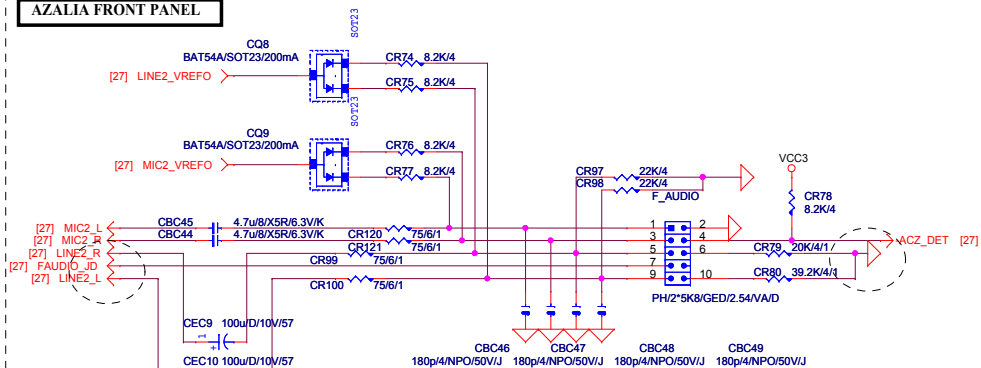 AZALIA FRONT PANEL
SOT23
CQ8
BAT54A/SOT23/200mA
CR74 8.2K/4
[27] LINE2_VREFO
CR75 8.2K/4
SOT23
CQ9
BAT54A/SOT23/200mA
CR76 8.2K/4
[27] MIC2_VREFO
CR77 8.2K/4
CR97 22K/4
CR98 22K/4
F_AUDIO
VCC3
CR78
8.2K/4
[27] MIC2_L
CBC45 4.7u/8/X5R/6.3V/K
[27] MIC2_R
CBC44 4.7u/8/X5R/6.3V/K
CR120 75/6/1
[27] LINE2_R
CR121 75/6/1
[27] FAUDIO_JD
CR99 75/6/1
[27] LINE2_L
CR100 75/6/1
1 2
3 4
5 6
7
9 10
ACZ_DET [27]
CR79 20K/4/1
CR80 39.2K/4/1
PH/2*5K8/GED/2.54/VA/D
CEC9 100u/D/10V/57
1
+
CEC10 100u/D/10V/57
CBC46 CBC47 CBC48 CBC49
180p/4/NPO/50V/J 180p/4/NPO/50V/J 180p/4/NPO/50V/J 180p/4/NPO/50V/J